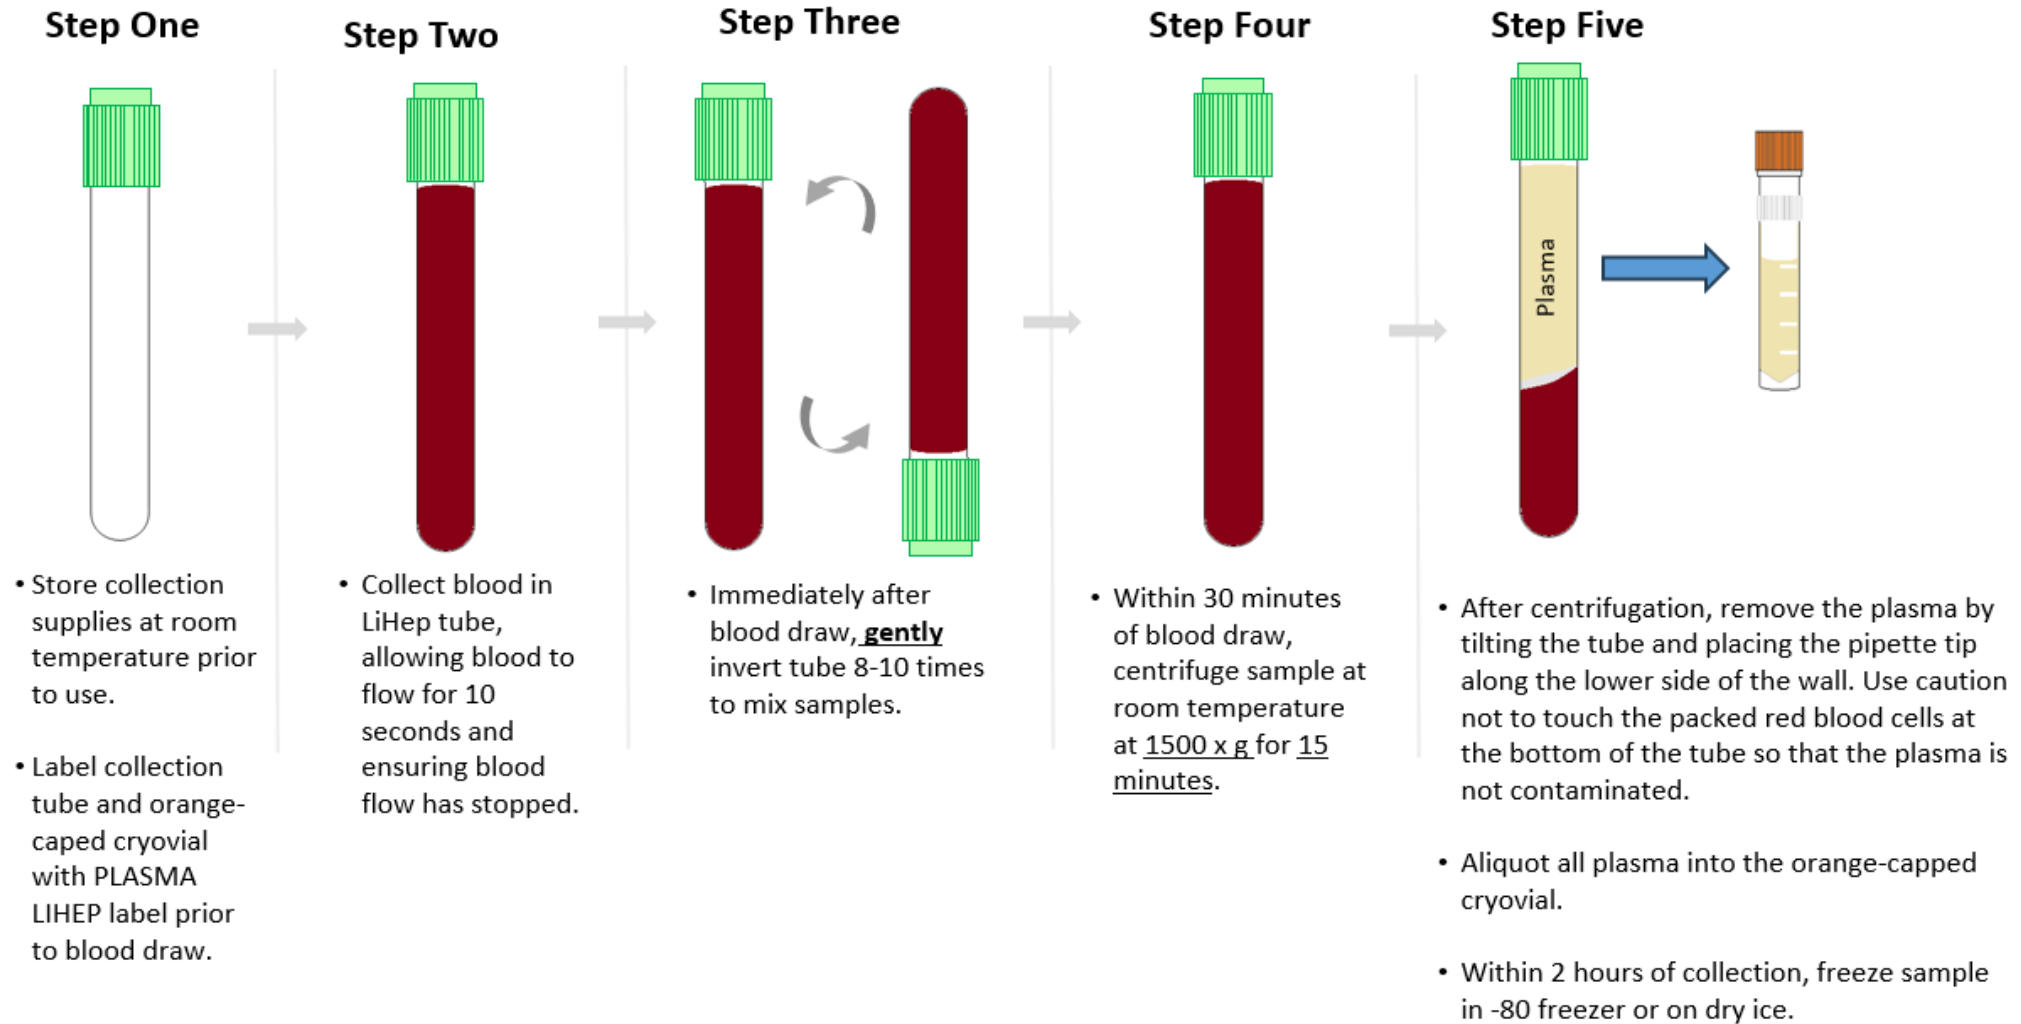 Step One
• Store collection
supplies at room
temperature prior
to use.
• Label collection
tube and orange-
caped cryovial
with PLASMA
LIHEP label prior
to blood draw.
Step Two
• Collect blood in
LiHep tube,
allowing blood to
flow for 10
seconds and
ensuring blood
flow has stopped.
Step Three
• Immediately after
blood draw, gently
invert tube 8-10 times
to mix samples.
Step Four
• Within 30 minutes
of blood draw,
centrifuge sample at
room temperature
at 1500 x g for 15
minutes.
Step Five
Plasma
• After centrifugation, remove the plasma by
tilting the tube and placing the pipette tip
along the lower side of the wall. Use caution
not to touch the packed red blood cells at
the bottom of the tube so that the plasma is
not contaminated.
• Aliquot all plasma into the orange-capped
cryovial.
• Within 2 hours of collection, freeze sample
in -80 freezer or on dry ice.